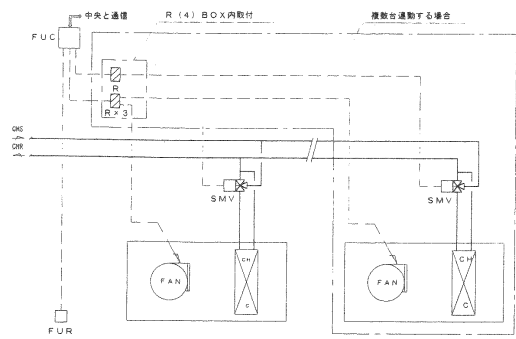 中央と通信
R（4）BOX内取付
複数台連動する場合
FUC
R
R×3
CHS
CHR
SMV
SMV
CH
CH
FAN
FAN
C
C
FUR